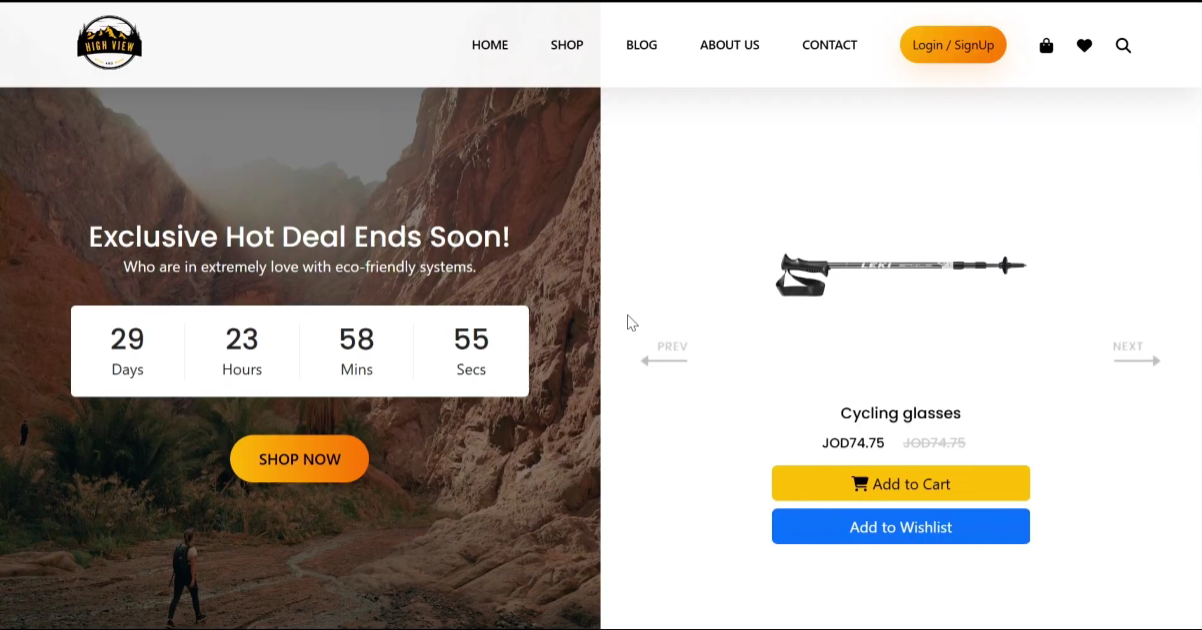 HIGH VIEW
HOME
SHOP
BLOG
ABOUT US
CONTACT
Login / SignUp
Exclusive Hot Deal Ends Soon!
Who are in extremely love with eco-friendly systems.
29
23
58
55
Days
Hours
Mins
Secs
SHOP NOW
LEKI
PREV
NEXT
Cycling glasses
JOD74.75 JOD74.75
Add to Cart
Add to Wishlist